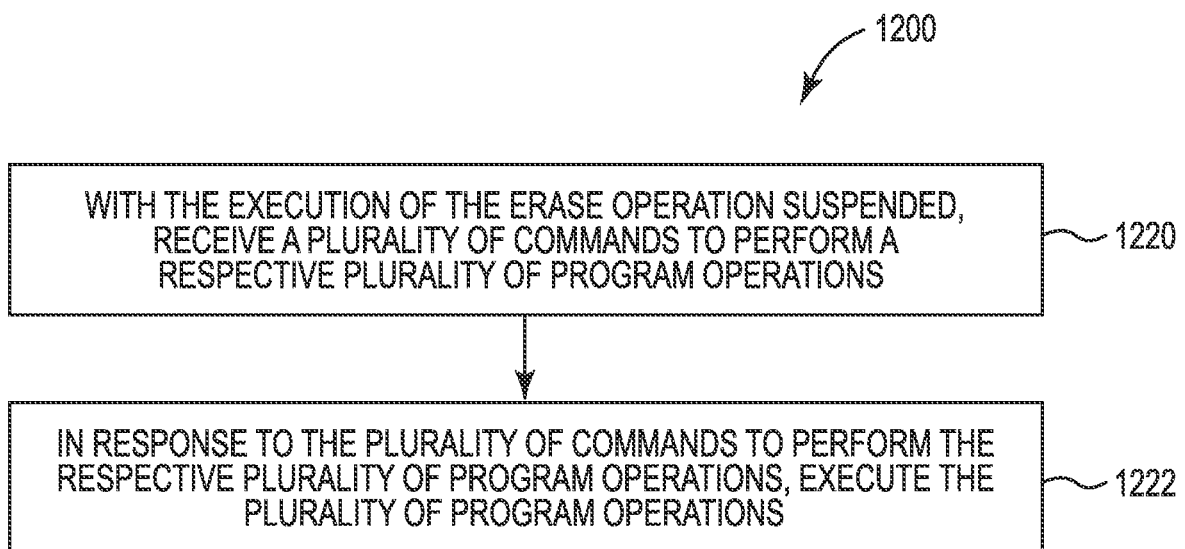 1200
WITH THE EXECUTION OF THE ERASE OPERATION SUSPENDED,
RECEIVE A PLURALITY OF COMMANDS TO PERFORM A
RESPECTIVE PLURALITY OF PROGRAM OPERATIONS
1220
IN RESPONSE TO THE PLURALITY OF COMMANDS TO PERFORM THE
RESPECTIVE PLURALITY OF PROGRAM OPERATIONS, EXECUTE THE
PLURALITY OF PROGRAM OPERATIONS
1222